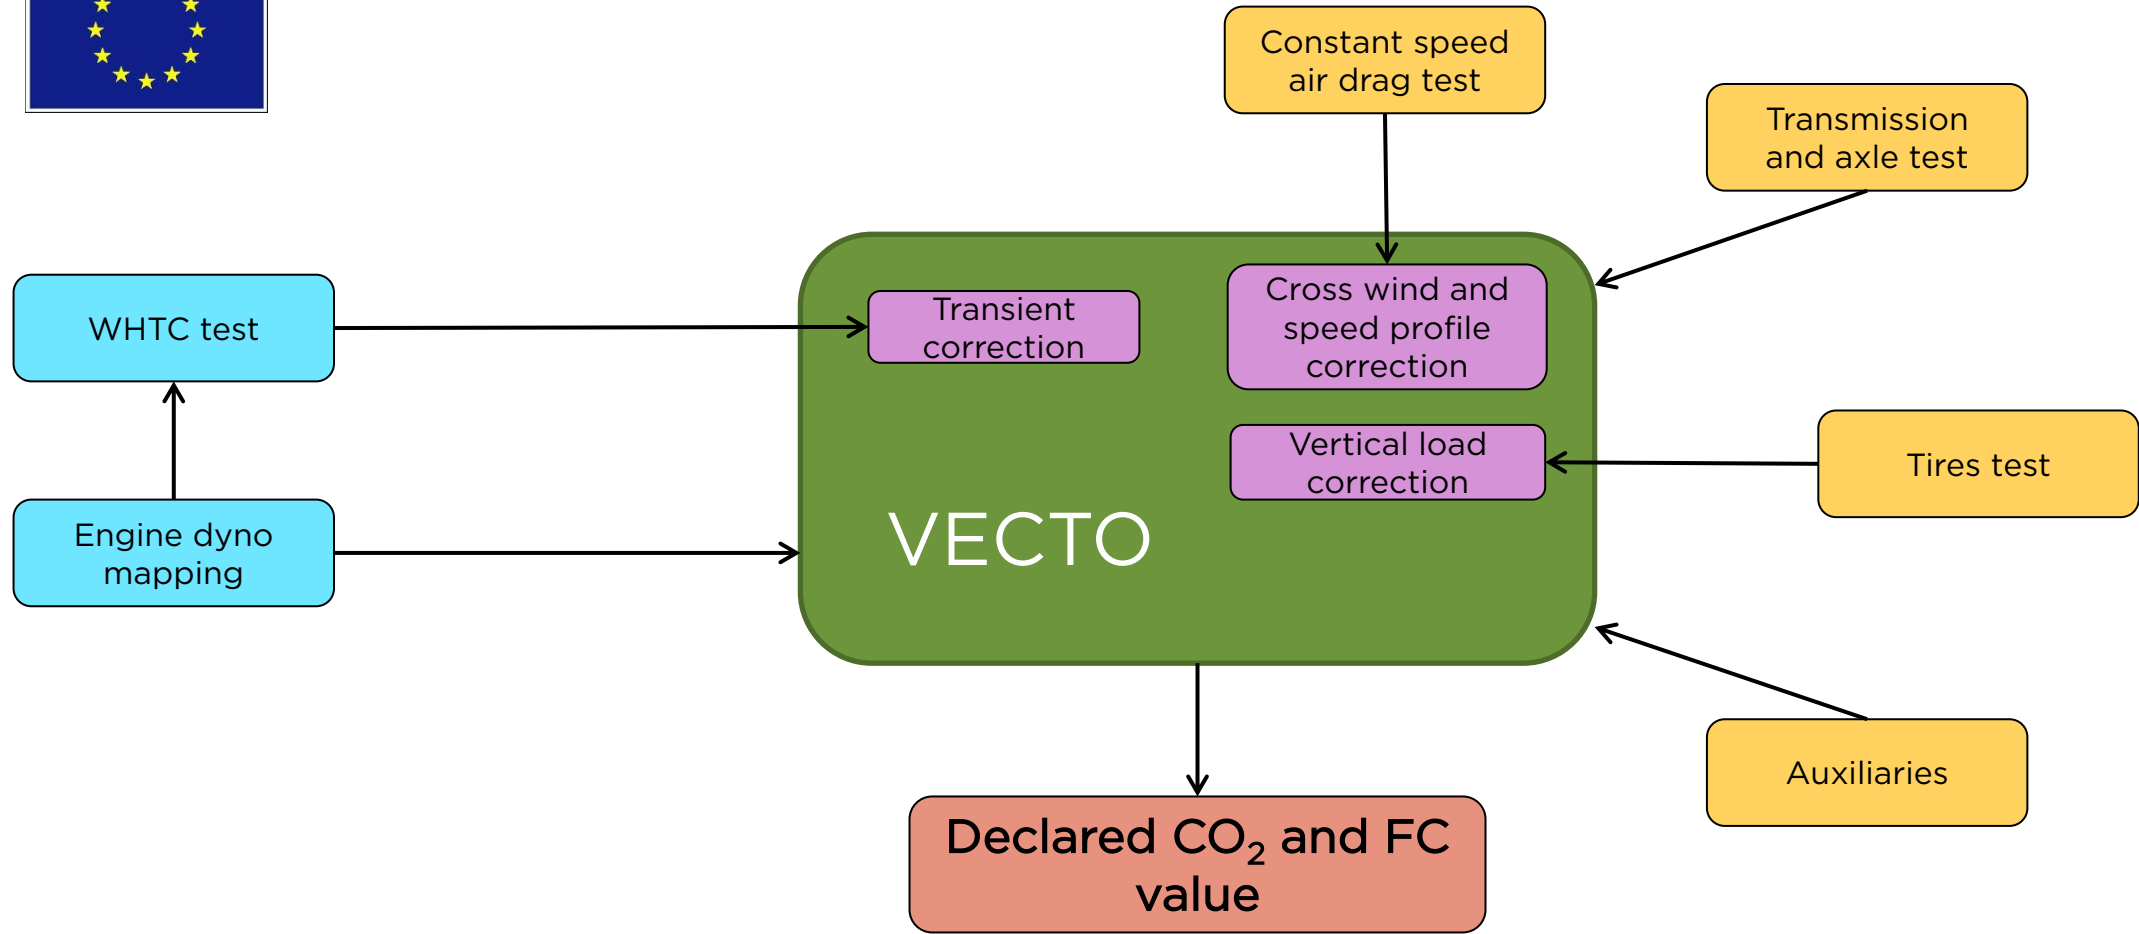 Constant speed
air drag test
Transmission
and axle test
WHTC test
Transient
correction
Cross wind and
speed profile
correction
Vertical load
correction
Tires test
Engine dyno
mapping
VECTO
Auxiliaries
Declared CO₂ and FC
value